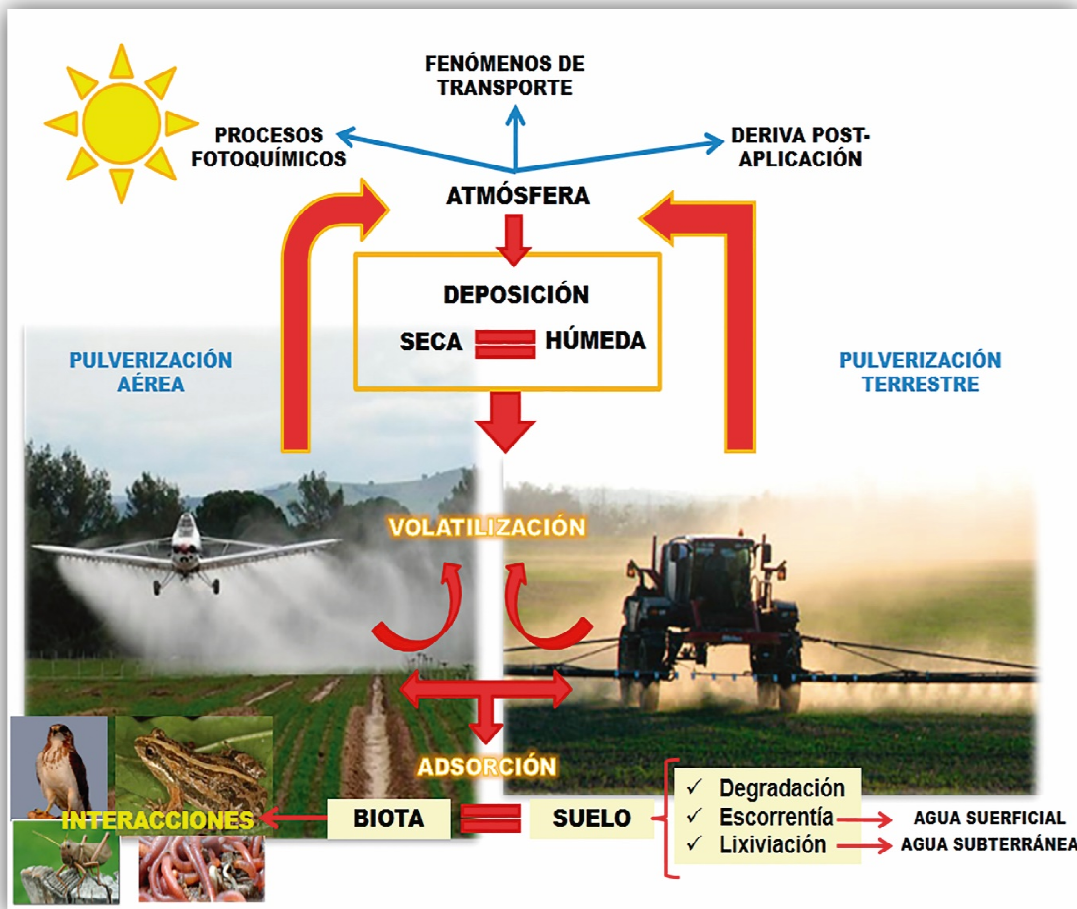 FENÓMENOS DE
TRANSPORTE
PROCESOS
FOTOQUÍMICOS
DERIVA POST-
APLICACIÓN
ATMÓSFERA
DEPOSICIÓN
SECA HÚMEDA
PULVERIZACIÓN
AÉREA
PULVERIZACIÓN
TERRESTRE
VOLATILIZACIÓN
ADSORCIÓN
INTERACCIONES
BIOTA
SUELO
✓ Degradación
✓ Escorrentía
AGUA SUERFICIAL
✓ Lixiviación
AGUA SUBTERRÁNEA